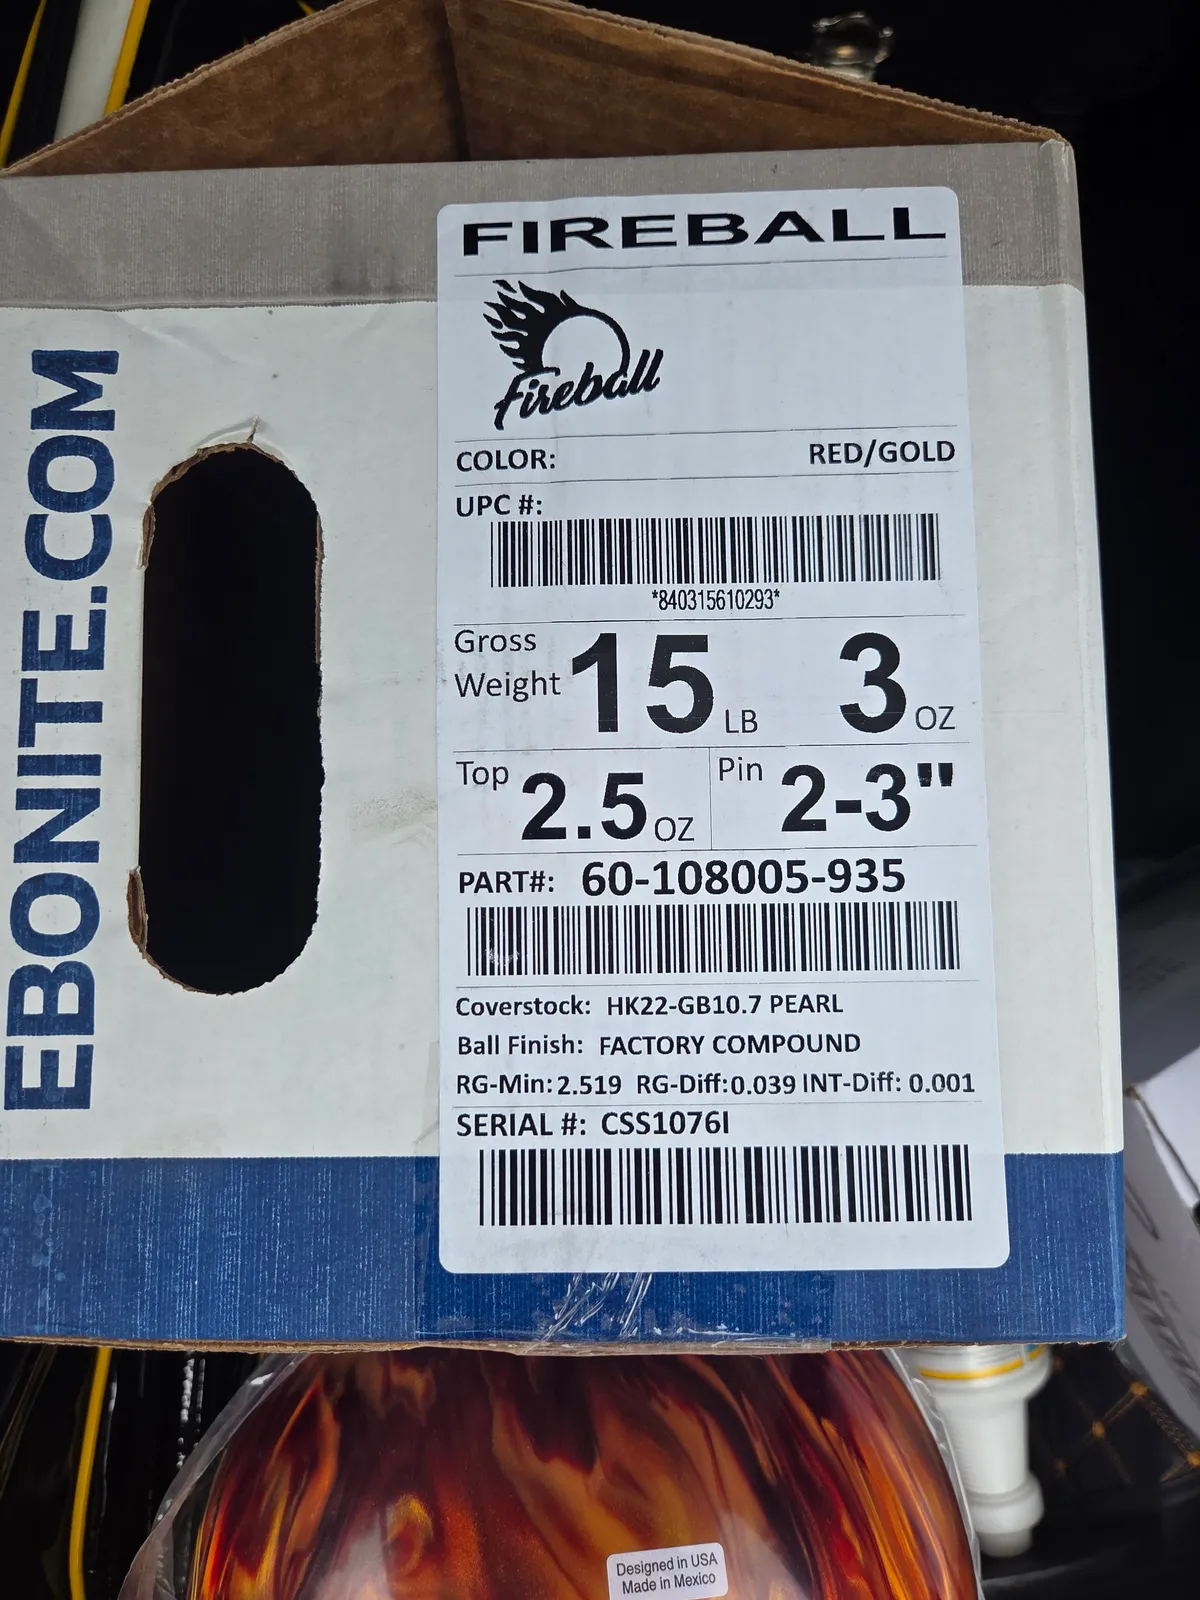 FIREBALL
Fireball
COLOR: RED/GOLD
UPC #:
*840315610293*
Gross Weight 15 LB 3 OZ
Top 2.5 OZ Pin 2-3"
PART#: 60-108005-935
Coverstock: HK22-GB10.7 PEARL
Ball Finish: FACTORY COMPOUND
RG-Min: 2.519 RG-Diff: 0.039 INT-Diff: 0.001
SERIAL #: CSS1076I
EBONITE.COM
Designed in USA
Made in Mexico